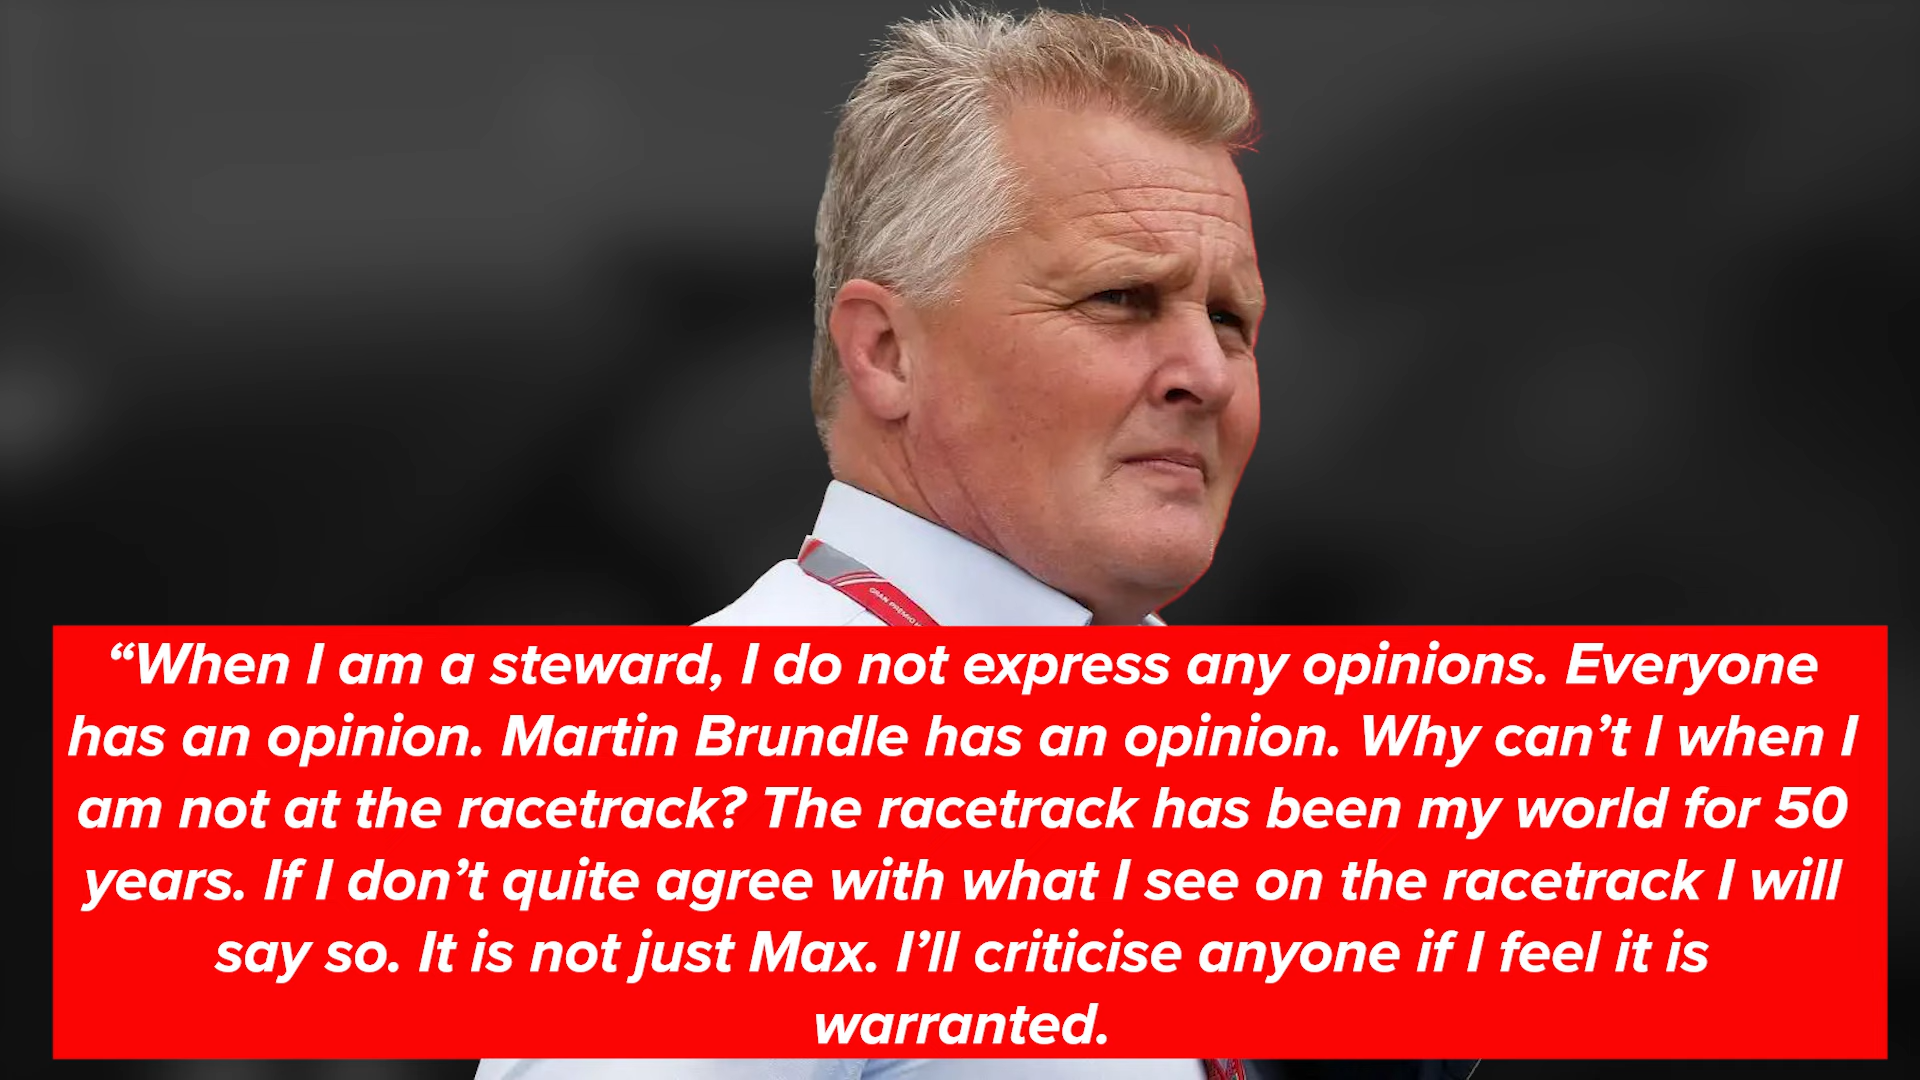 GRAN PREMIO
“When I am a steward, I do not express any opinions. Everyone
has an opinion. Martin Brundle has an opinion. Why can’t I when I
am not at the racetrack? The racetrack has been my world for 50
years. If I don’t quite agree with what I see on the racetrack I will
say so. It is not just Max. I’ll criticise anyone if I feel it is
warranted.